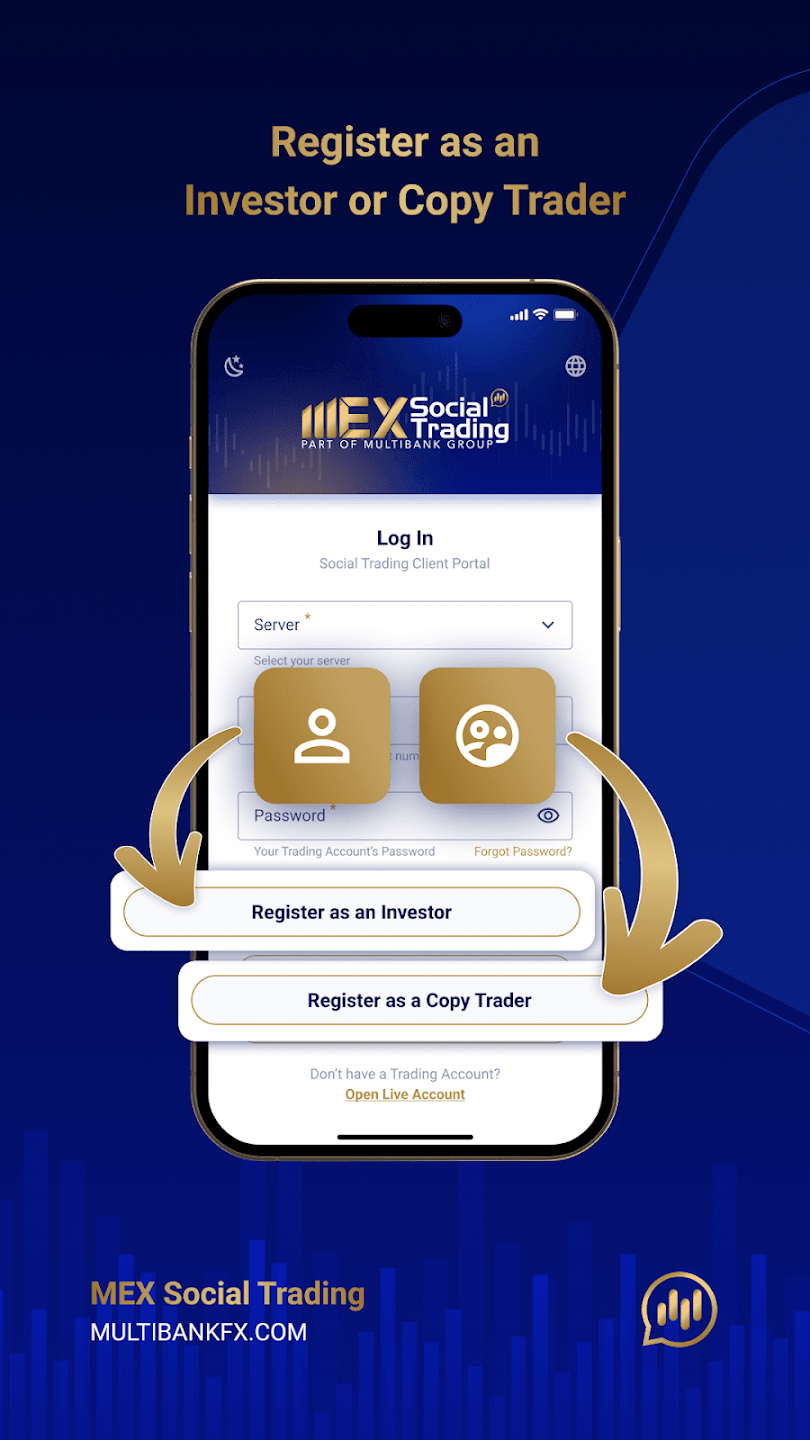 Register as an
Investor or Copy Trader
MEX Social Trading
PART OF MULTIBANK GROUP
Log In
Social Trading Client Portal
Server *
Select your server
t num
Password *
Your Trading Account's Password Forgot Password?
Register as an Investor
Register as a Copy Trader
Don't have a Trading Account?
Open Live Account
MEX Social Trading
MULTIBANKFX.COM